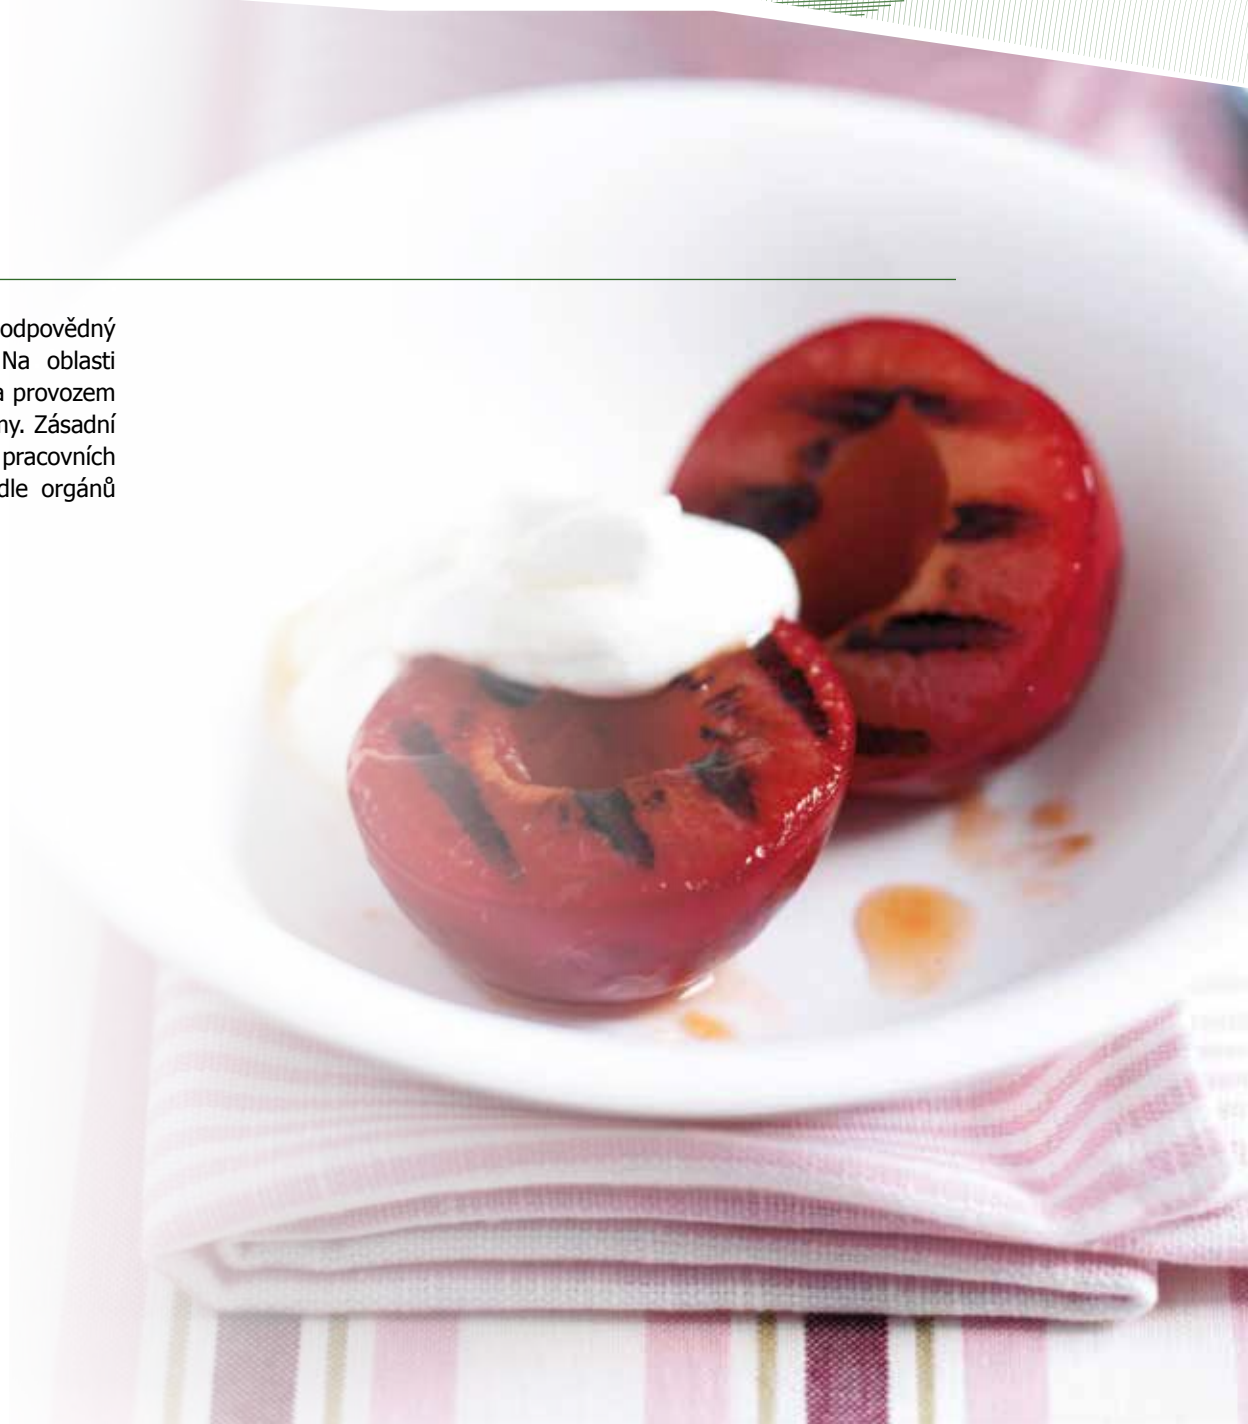 odpovědný
Na oblasti
a provozem
ny. Zásadní
pracovních
dle orgánů